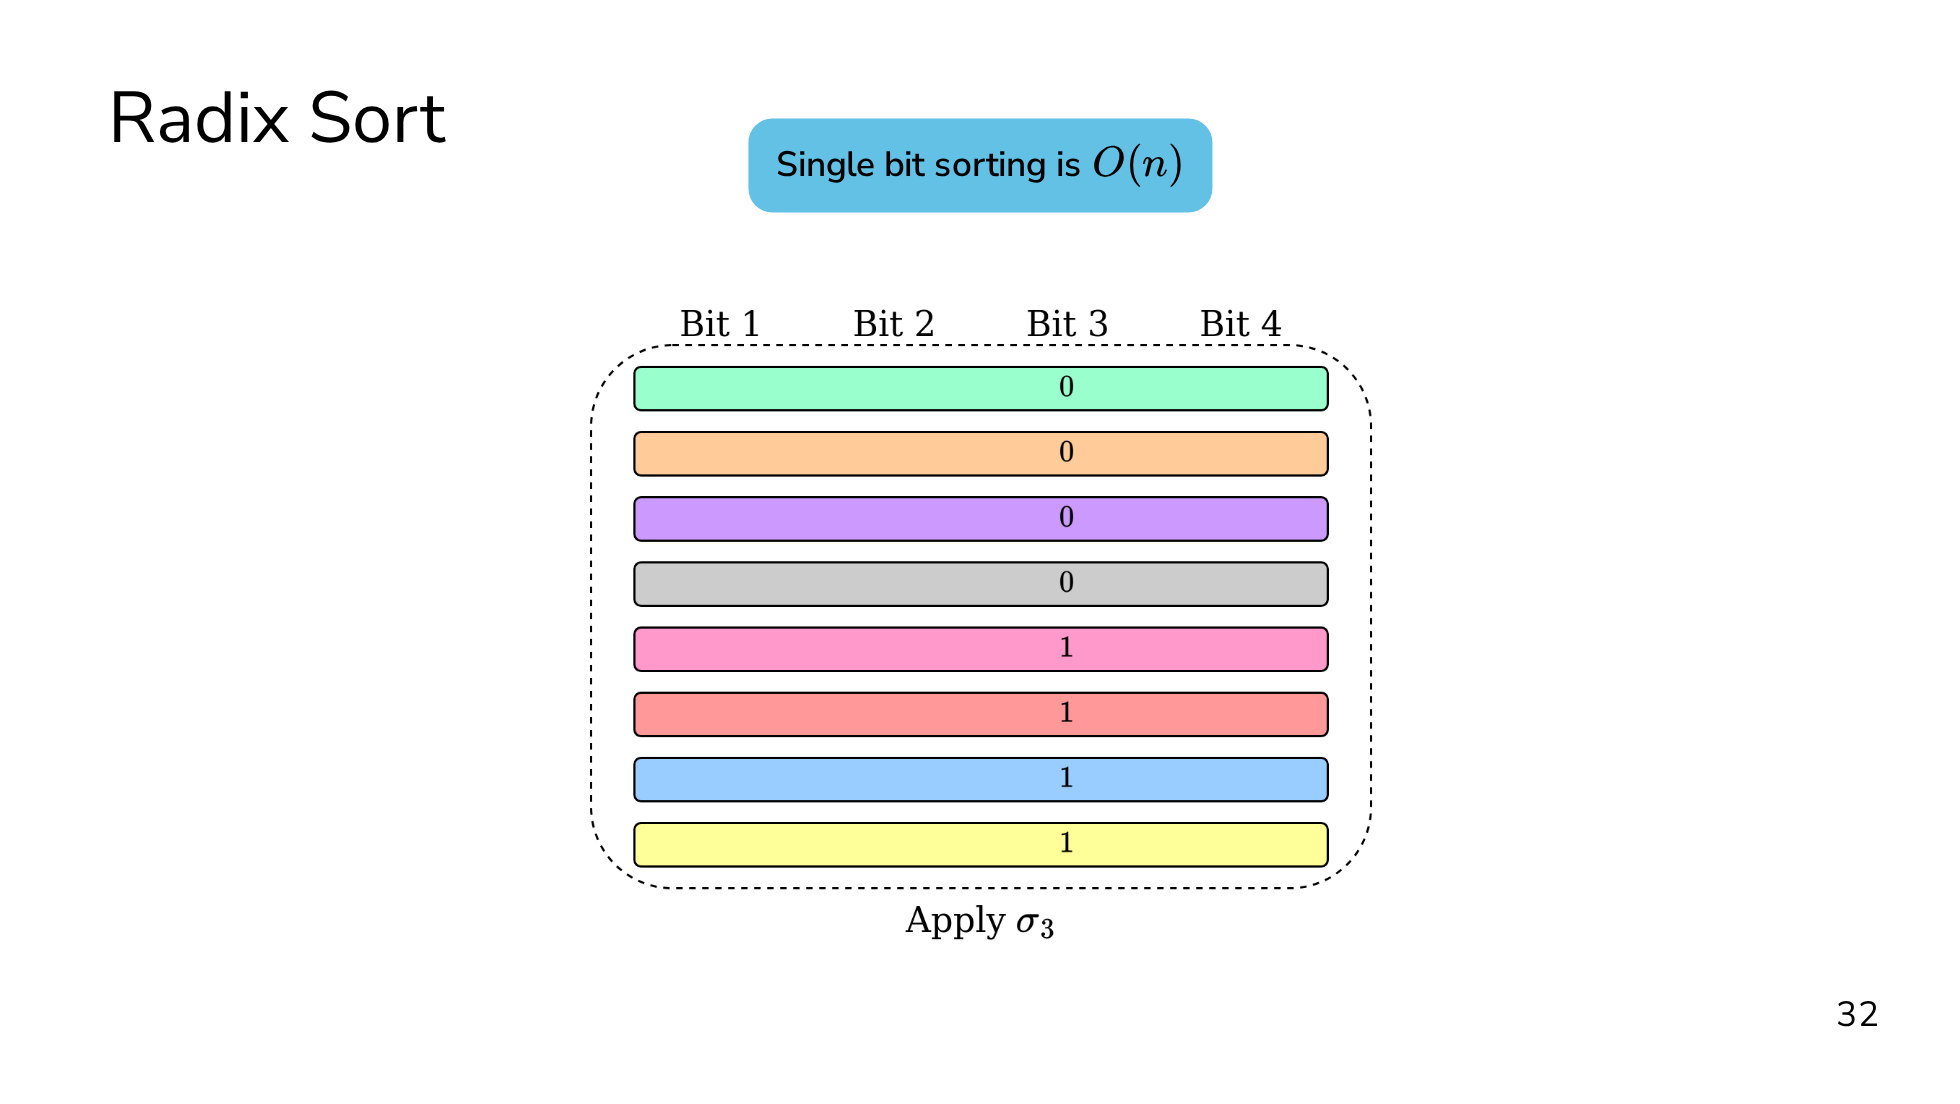 Radix Sort
Single bit sorting is O(n)
Bit 1 Bit 2 Bit 3 Bit 4
0
0
0
0
1
1
1
1
Apply σ₃
32